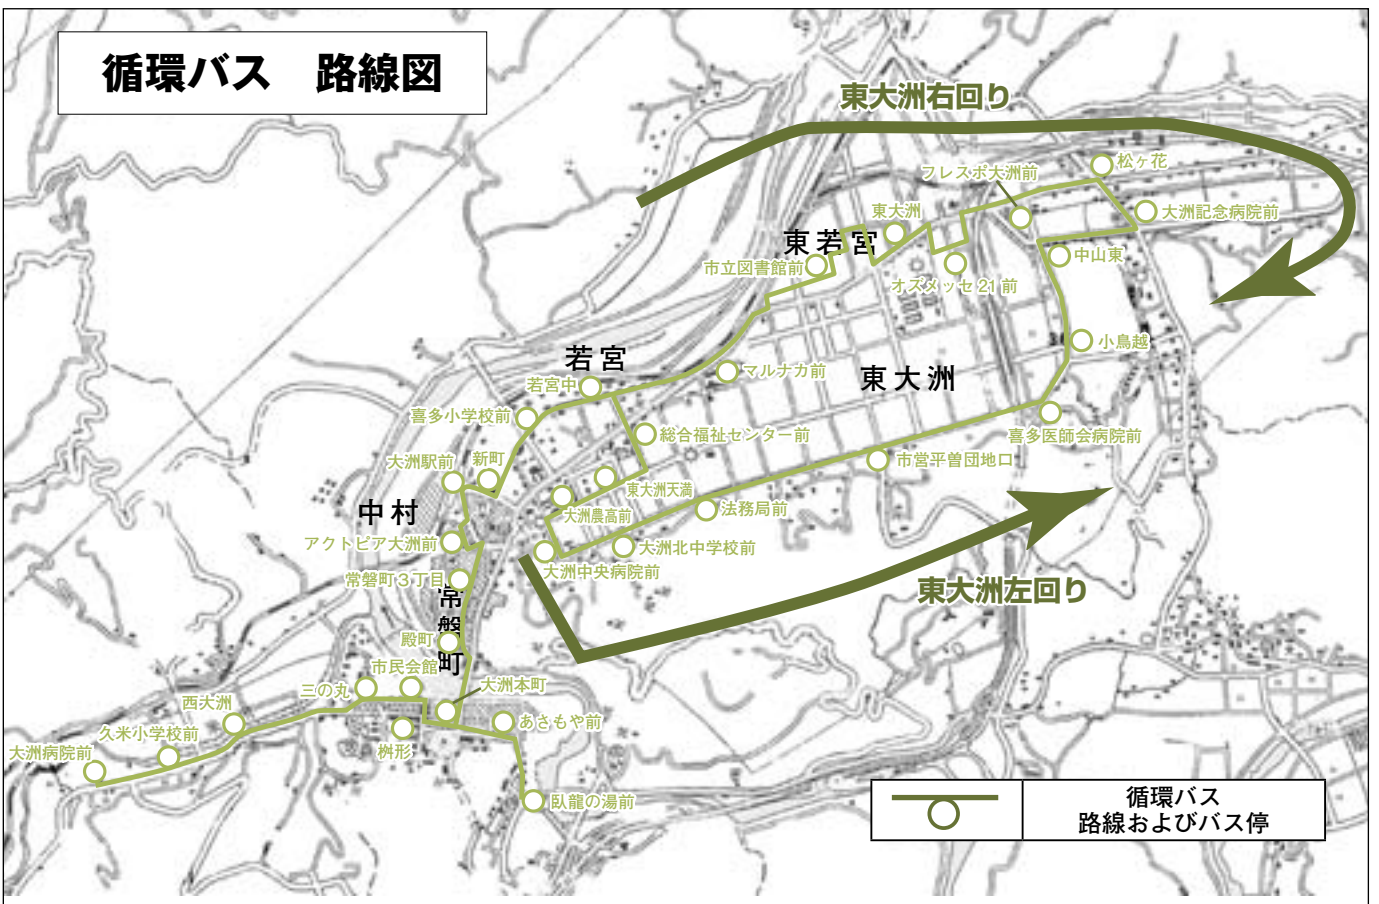 循環バス　路線図
東大洲右回り
松ヶ花
フレスポ大洲前
大洲記念病院前
東大洲
東若宮
中山東
市立図書館前
オズメッセ21前
小鳥越
若宮
マルナカ前
東大洲
若宮中
喜多小学校前
総合福祉センター前
喜多医師会病院前
大洲駅前
新町
市営平曽団地口
東大洲天満
中村
大洲農高前
法務局前
アクトピア大洲前
大洲北中学校前
大洲中央病院前
常磐町3丁目
東大洲左回り
常磐町
殿町
市民会館
三の丸
大洲本町
西大洲
あさもや前
久米小学校前
大洲病院前
桝形
臥龍の湯前
循環バス
路線およびバス停